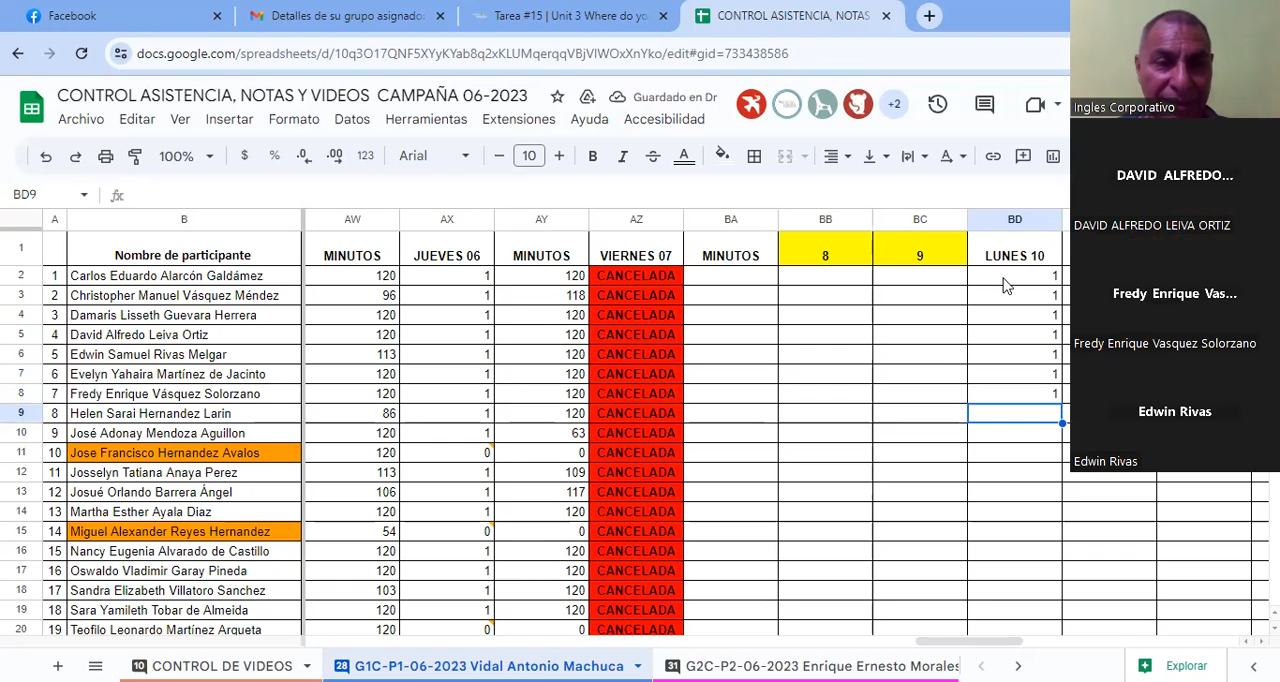 Facebook
Detalles de su grupo asignado
Tarea #15 | Unit 3 Where do yo
CONTROL ASISTENCIA, NOTAS
docs.google.com/spreadsheets/d/10q3O17QNF5XYyKYab8q2xKLUMqerqqVBjVIWOxXnYko/edit#gid=733438586
CONTROL ASISTENCIA, NOTAS Y VIDEOS CAMPAÑA 06-2023
Guardado en Dr
Archivo Editar Ver Insertar Formato Datos Herramientas Extensiones Ayuda Accesibilidad
+2
100% $ % .0 .00 123 Arial 10 B I A
BD9 fx
A B AW AX AY AZ BA BB BC BD
1 Nombre de participante MINUTOS JUEVES 06 MINUTOS VIERNES 07 MINUTOS 8 9 LUNES 10
2 1 Carlos Eduardo Alarcón Galdámez 120 1 120 CANCELADA 1
3 2 Christopher Manuel Vásquez Méndez 96 1 118 CANCELADA 1
4 3 Damaris Lisseth Guevara Herrera 120 1 120 CANCELADA 1
5 4 David Alfredo Leiva Ortiz 120 1 120 CANCELADA 1
6 5 Edwin Samuel Rivas Melgar 113 1 120 CANCELADA 1
7 6 Evelyn Yahaira Martínez de Jacinto 120 1 120 CANCELADA 1
8 7 Fredy Enrique Vásquez Solorzano 120 1 120 CANCELADA 1
9 8 Helen Sarai Hernandez Larin 86 1 120 CANCELADA
10 9 José Adonay Mendoza Aguillon 120 1 63 CANCELADA
11 10 Jose Francisco Hernandez Avalos 120 0 0 CANCELADA
12 11 Josselyn Tatiana Anaya Perez 113 1 109 CANCELADA
13 12 Josué Orlando Barrera Ángel 106 1 117 CANCELADA
14 13 Martha Esther Ayala Diaz 120 1 120 CANCELADA
15 14 Miguel Alexander Reyes Hernandez 54 0 0 CANCELADA
16 15 Nancy Eugenia Alvarado de Castillo 120 1 120 CANCELADA
17 16 Oswaldo Vladimir Garay Pineda 120 1 120 CANCELADA
18 17 Sandra Elizabeth Villatoro Sanchez 103 1 120 CANCELADA
19 18 Sara Yamileth Tobar de Almeida 120 1 120 CANCELADA
20 19 Teofilo Leonardo Martínez Argueta 120 0 0 CANCELADA
10 CONTROL DE VIDEOS
28 G1C-P1-06-2023 Vidal Antonio Machuca
31 G2C-P2-06-2023 Enrique Ernesto Morales
Explorar
Ingles Corporativo
DAVID ALFREDO...
DAVID ALFREDO LEIVA ORTIZ
Fredy Enrique Vas...
Fredy Enrique Vasquez Solorzano
Edwin Rivas
Edwin Rivas